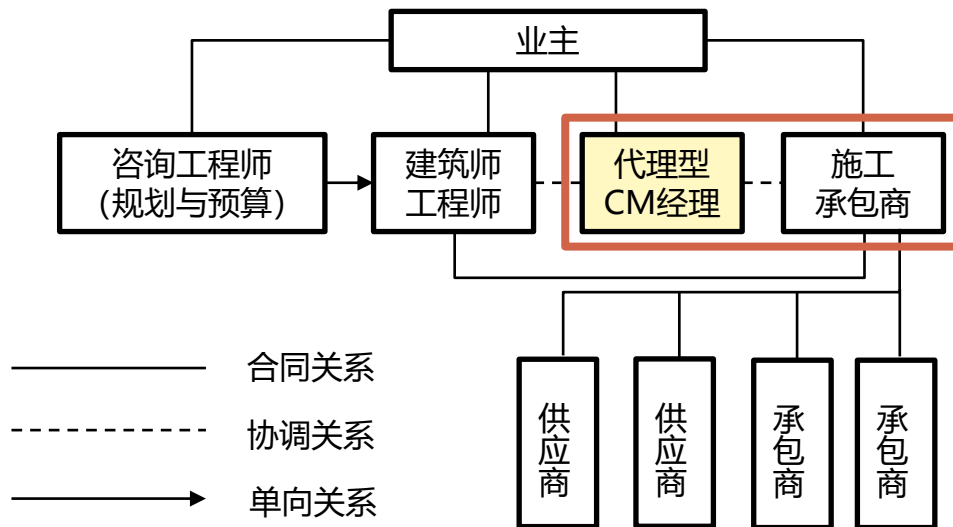 业主
咨询工程师
（规划与预算）
建筑师
工程师
代理型
CM经理
施工
承包商
供应商
供应商
承包商
承包商
合同关系
协调关系
单向关系